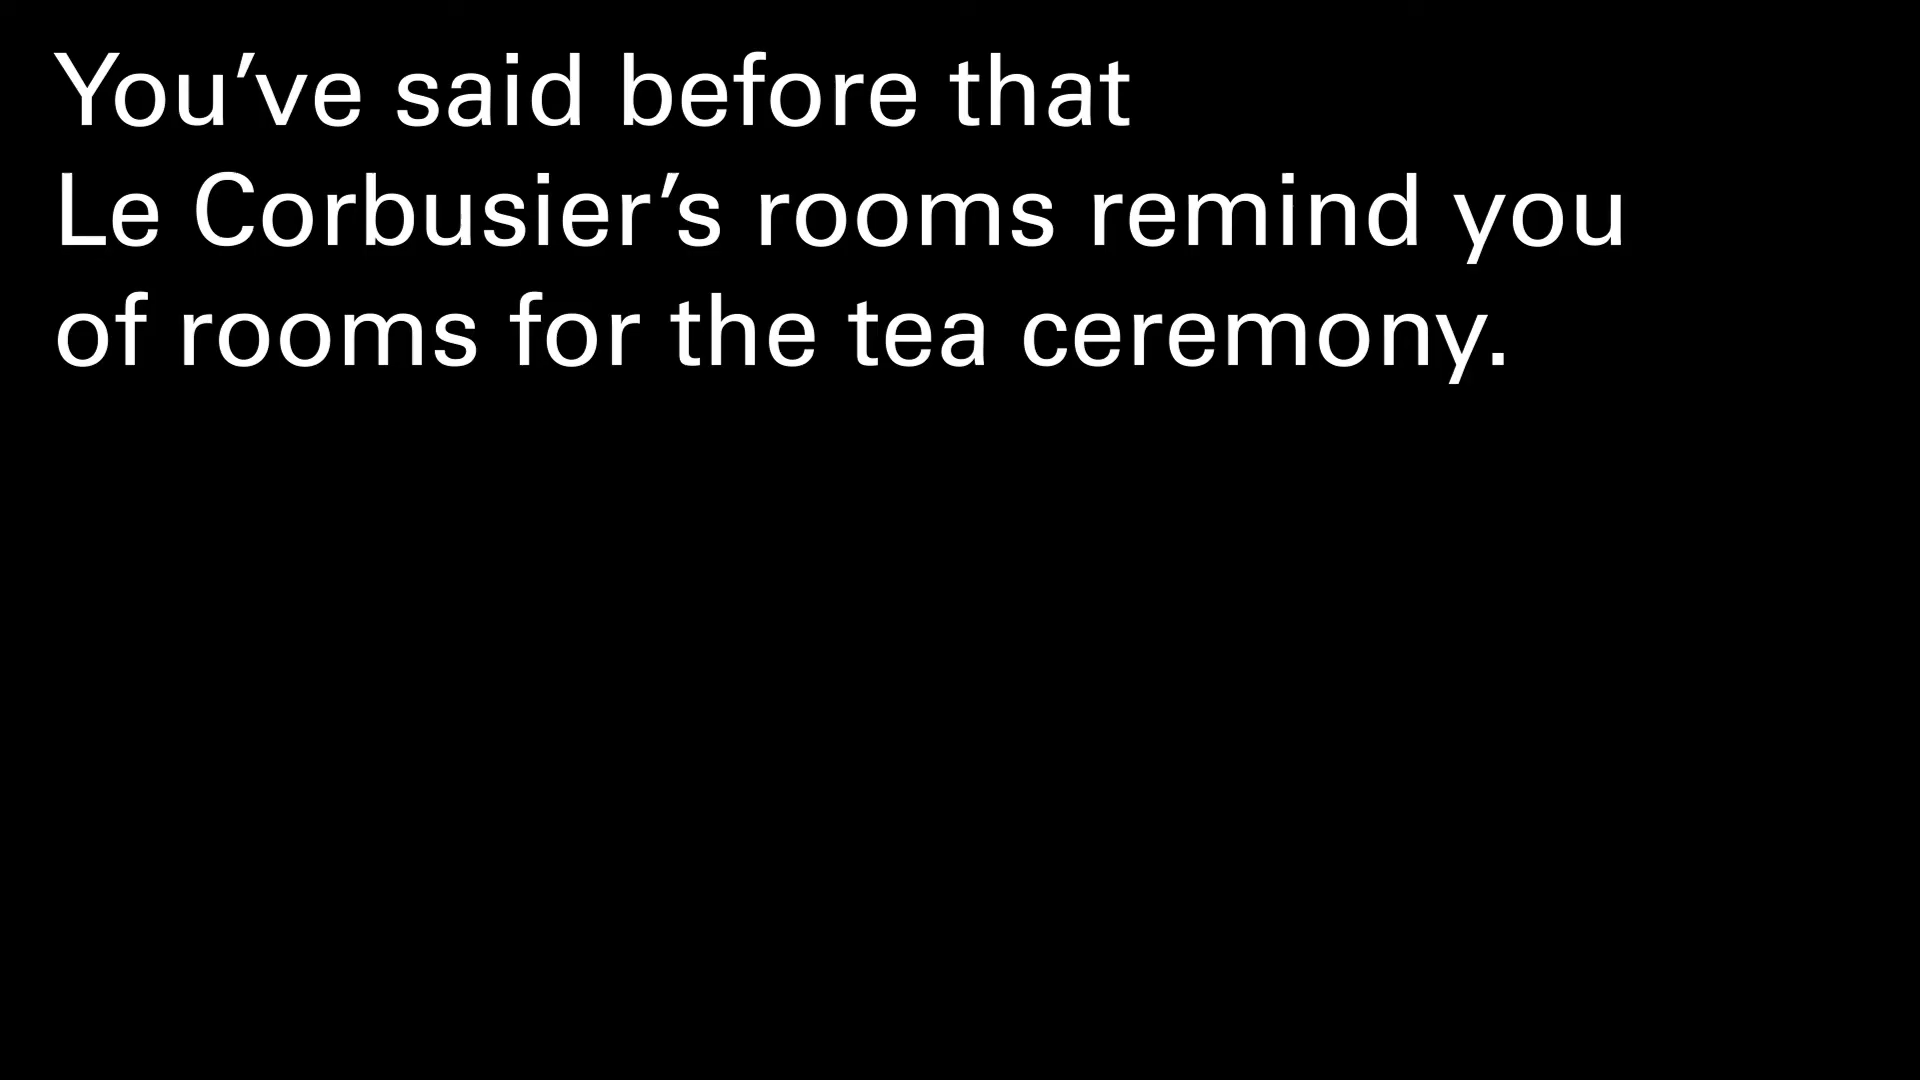 You’ve said before that
Le Corbusier’s rooms remind you
of rooms for the tea ceremony.